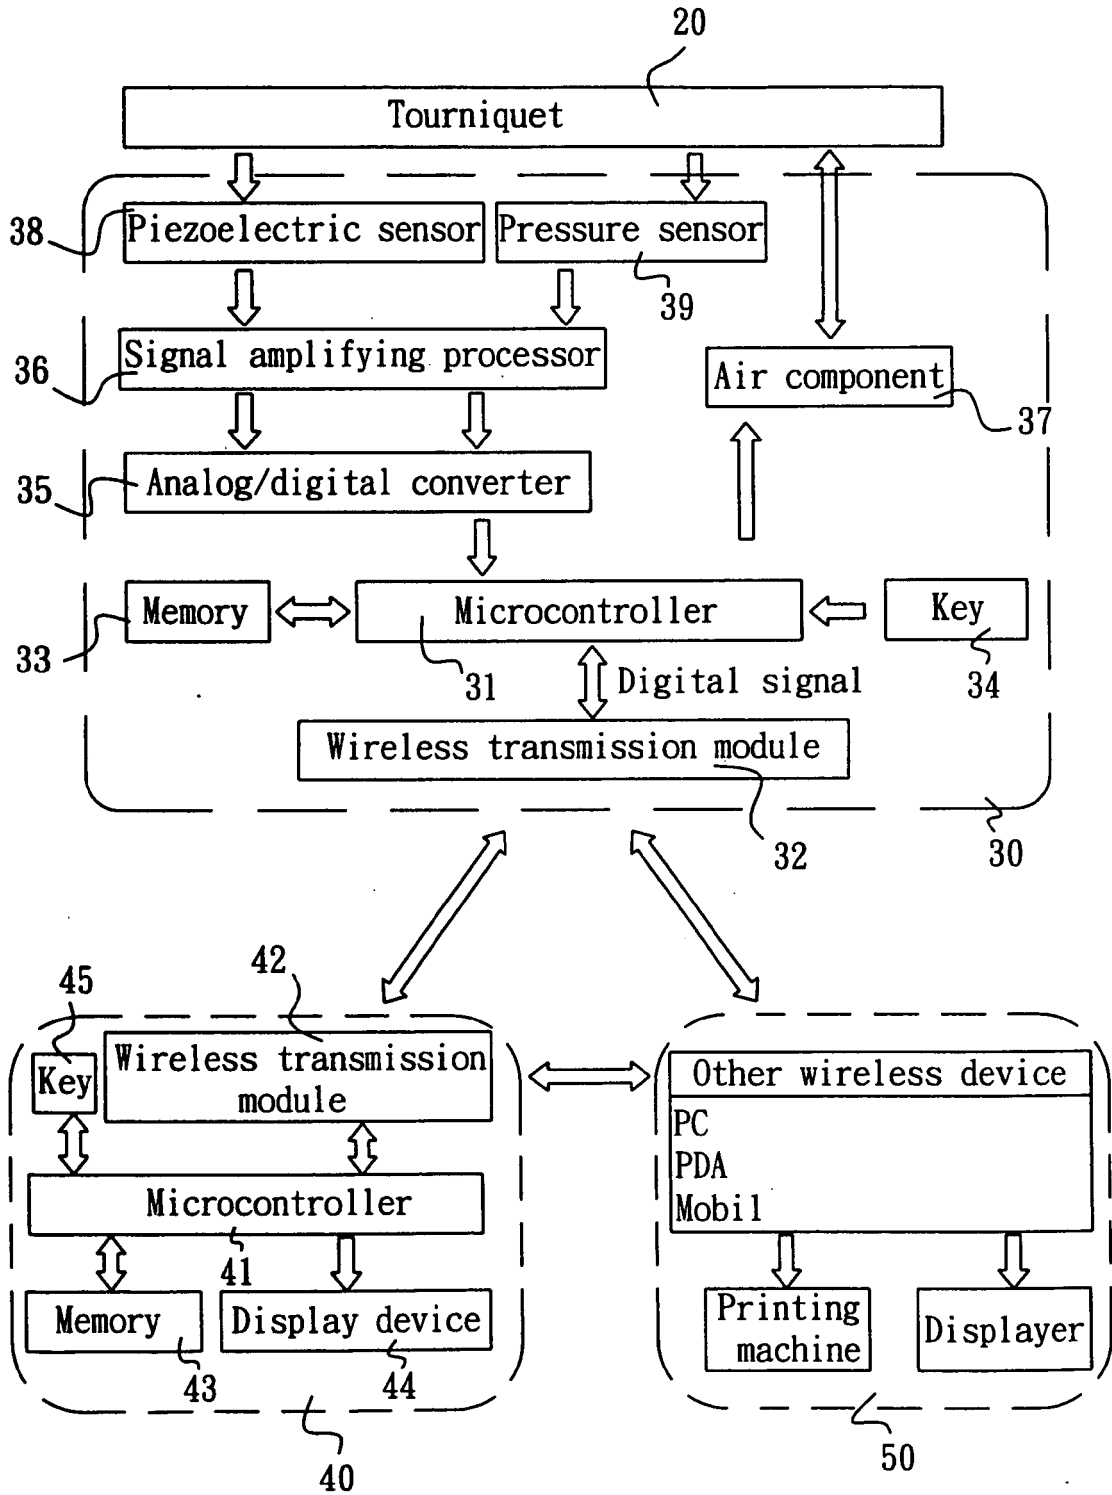 20
Tourniquet
38
Piezoelectric sensor
Pressure sensor
39
36
Signal amplifying processor
Air component
37
35
Analog/digital converter
33
Memory
Microcontroller
31
Key
34
Digital signal
Wireless transmission module
32
30
45
42
Key
Wireless transmission
module
Microcontroller
41
Memory
43
Display device
44
40
Other wireless device
PC
PDA
Mobil
Printing
machine
Displayer
50